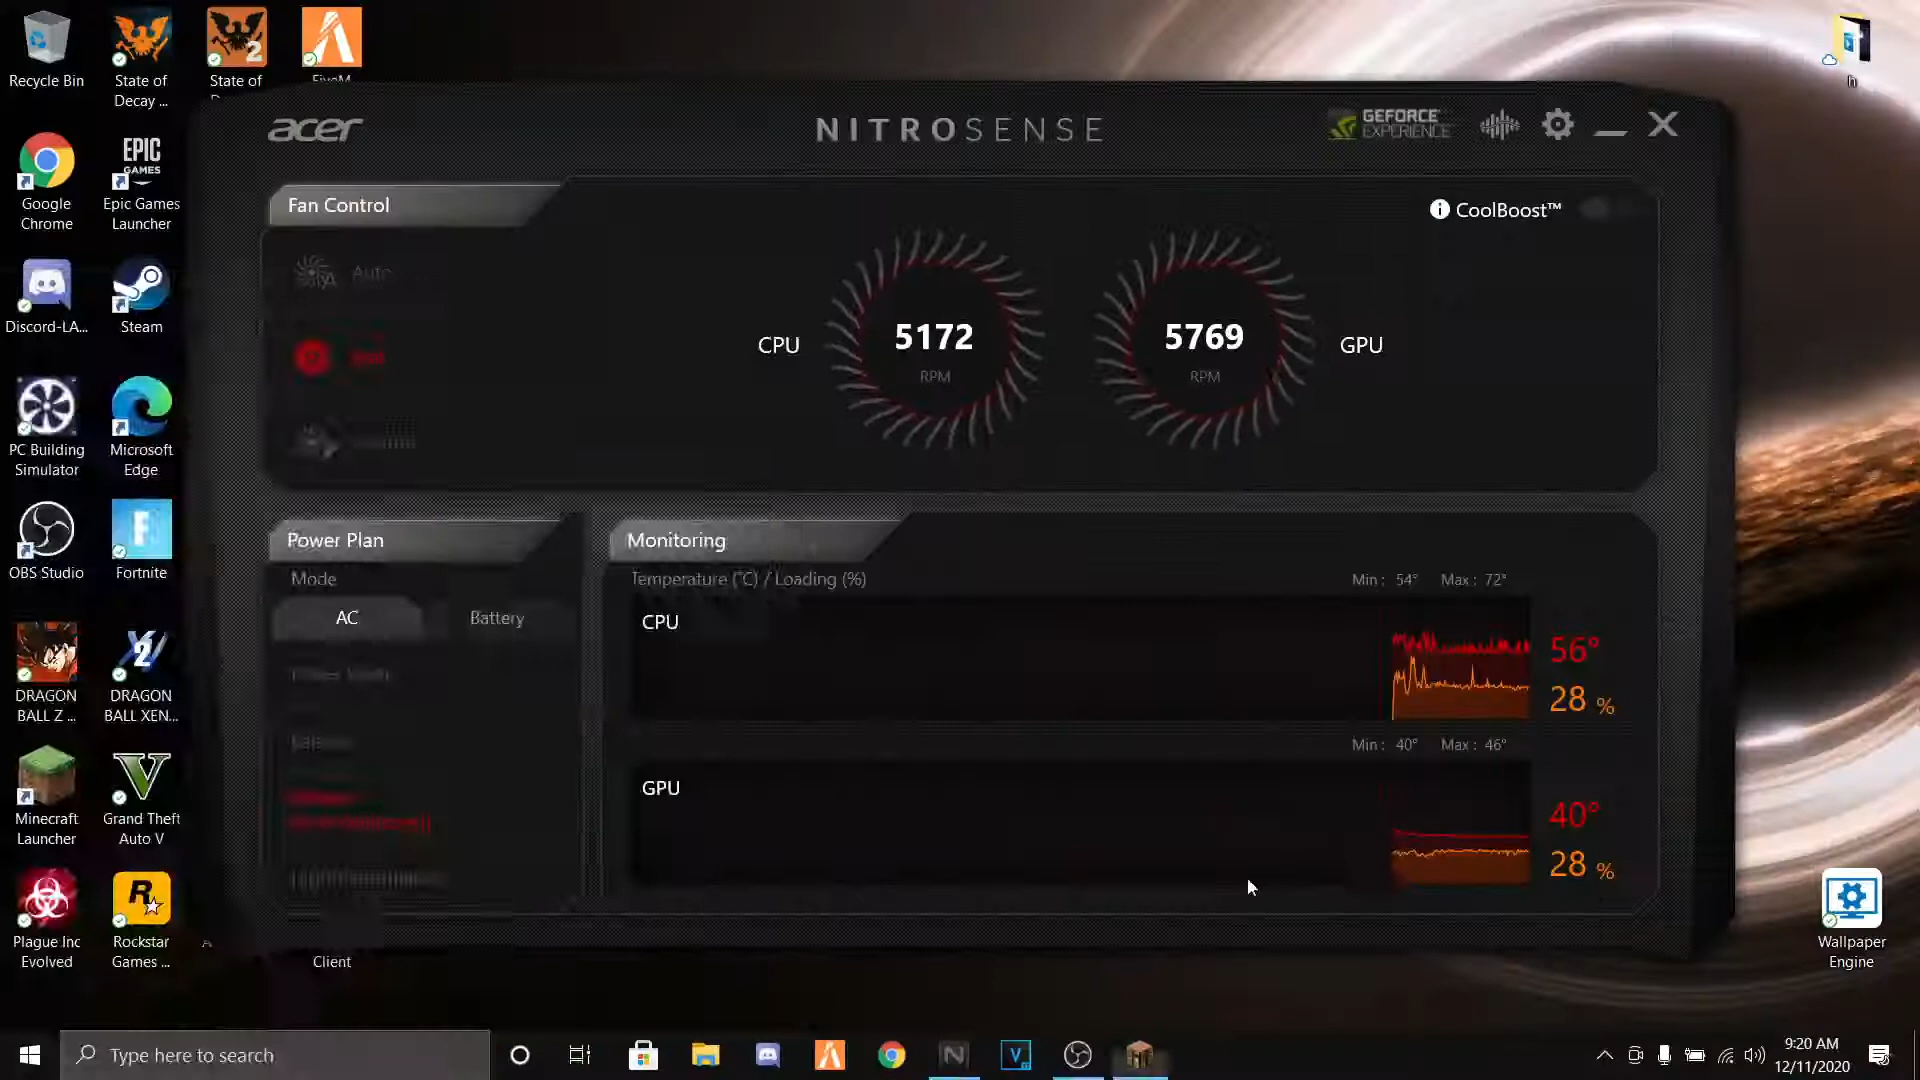 Recycle Bin
State of
Decay ...
2
State of
FiveM
h
acer
NITROSENSE
GEFORCE
EXPERIENCE
Fan Control
CoolBoost™
Auto
CPU
5172
RPM
5769
RPM
GPU
Google
Chrome
EPIC
GAMES
Epic Games
Launcher
Discord-LA...
Steam
PC Building
Simulator
Microsoft
Edge
OBS Studio
Fortnite
DRAGON
BALL Z ...
DRAGON
BALL XEN...
Minecraft
Launcher
Grand Theft
Auto V
Plague Inc
Evolved
Rockstar
Games ...
Client
Power Plan
Mode
AC
Battery
Monitoring
Temperature (°C) / Loading (%)
Min : 54° Max : 72°
CPU
56°
28 %
Min : 40° Max : 46°
GPU
40°
28 %
Wallpaper
Engine
Type here to search
9:20 AM
12/11/2020